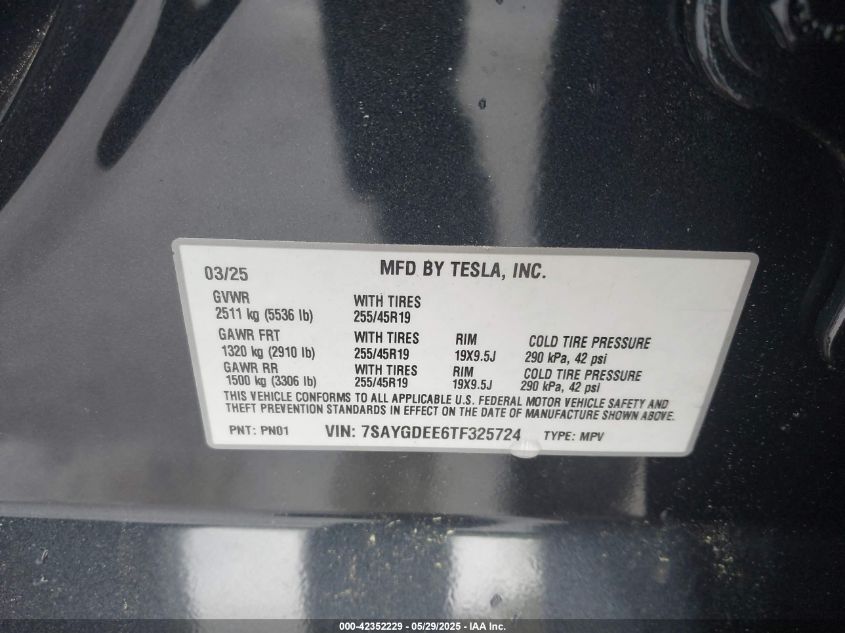 03/25 MFD BY TESLA, INC.
GVWR
2511 kg (5536 lb)
WITH TIRES
255/45R19
GAWR FRT WITH TIRES RIM COLD TIRE PRESSURE
1320 kg (2910 lb) 255/45R19 19X9.5J 290 kPa, 42 psi
GAWR RR WITH TIRES RIM COLD TIRE PRESSURE
1500 kg (3306 lb) 255/45R19 19X9.5J 290 kPa, 42 psi
THIS VEHICLE CONFORMS TO ALL APPLICABLE U.S. FEDERAL MOTOR VEHICLE SAFETY AND
THEFT PREVENTION STANDARDS IN EFFECT ON THE DATE OF MANUFACTURE SHOWN ABOVE.
PNT: PN01 VIN: 7SAYGDEE6TF325724 TYPE: MPV
000-42352229 - 05/29/2025 - IAA Inc.